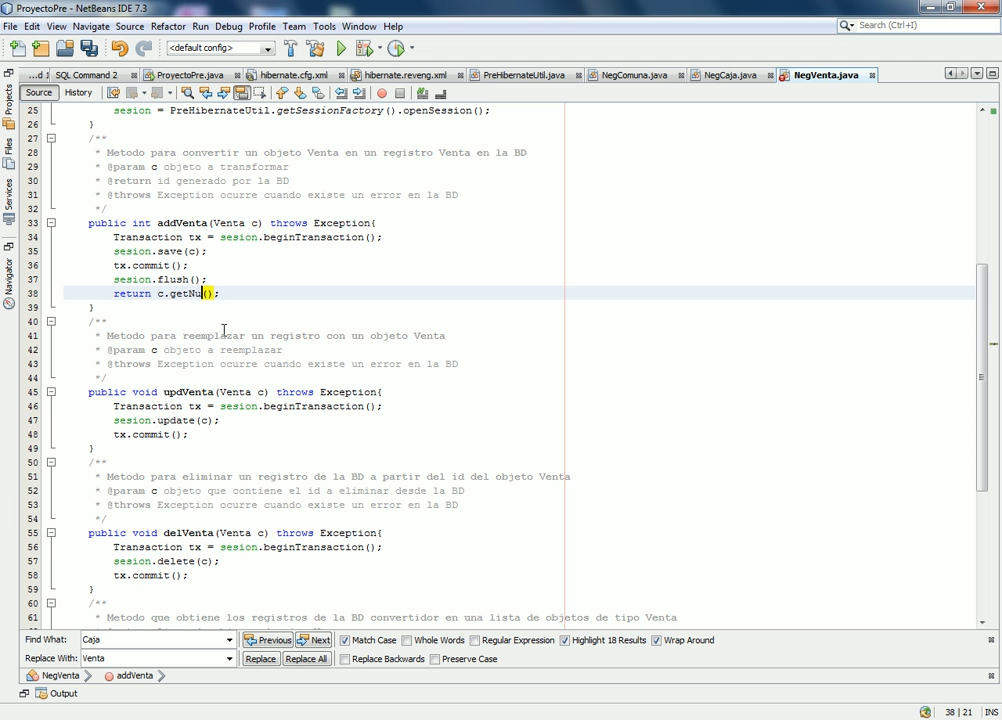 ProyectoPre - NetBeans IDE 7.3
File Edit View Navigate Source Refactor Run Debug Profile Team Tools Window Help
Search (Ctrl+I)
<default config>
...d 1 SQL Command 2 ProyectoPre.java hibernate.cfg.xml hibernate.reveng.xml PreHibernateUtil.java NegComuna.java NegCaja.java NegVenta.java
Source History
Projects
Files
Services
Navigator
25 sesion = PreHibernateUtil.getSessionFactory().openSession();
26 }
27 /**
28 * Metodo para convertir un objeto Venta en un registro Venta en la BD
29 * @param c objeto a transformar
30 * @return id generado por la BD
31 * @throws Exception ocurre cuando existe un error en la BD
32 */
33 public int addVenta(Venta c) throws Exception{
34 Transaction tx = sesion.beginTransaction();
35 sesion.save(c);
36 tx.commit();
37 sesion.flush();
38 return c.getNu();
39 }
40 /**
41 * Metodo para reemplazar un registro con un objeto Venta
42 * @param c objeto a reemplazar
43 * @throws Exception ocurre cuando existe un error en la BD
44 */
45 public void updVenta(Venta c) throws Exception{
46 Transaction tx = sesion.beginTransaction();
47 sesion.update(c);
48 tx.commit();
49 }
50 /**
51 * Metodo para eliminar un registro de la BD a partir del id del objeto Venta
52 * @param c objeto que contiene el id a eliminar desde la BD
53 * @throws Exception ocurre cuando existe un error en la BD
54 */
55 public void delVenta(Venta c) throws Exception{
56 Transaction tx = sesion.beginTransaction();
57 sesion.delete(c);
58 tx.commit();
59 }
60 /**
61 * Metodo que obtiene los registros de la BD convertidor en una lista de objetos de tipo Venta
Find What: Caja Previous Next Match Case Whole Words Regular Expression Highlight 18 Results Wrap Around
Replace With: Venta Replace Replace All Replace Backwards Preserve Case
NegVenta addVenta
Output
38 | 21 INS